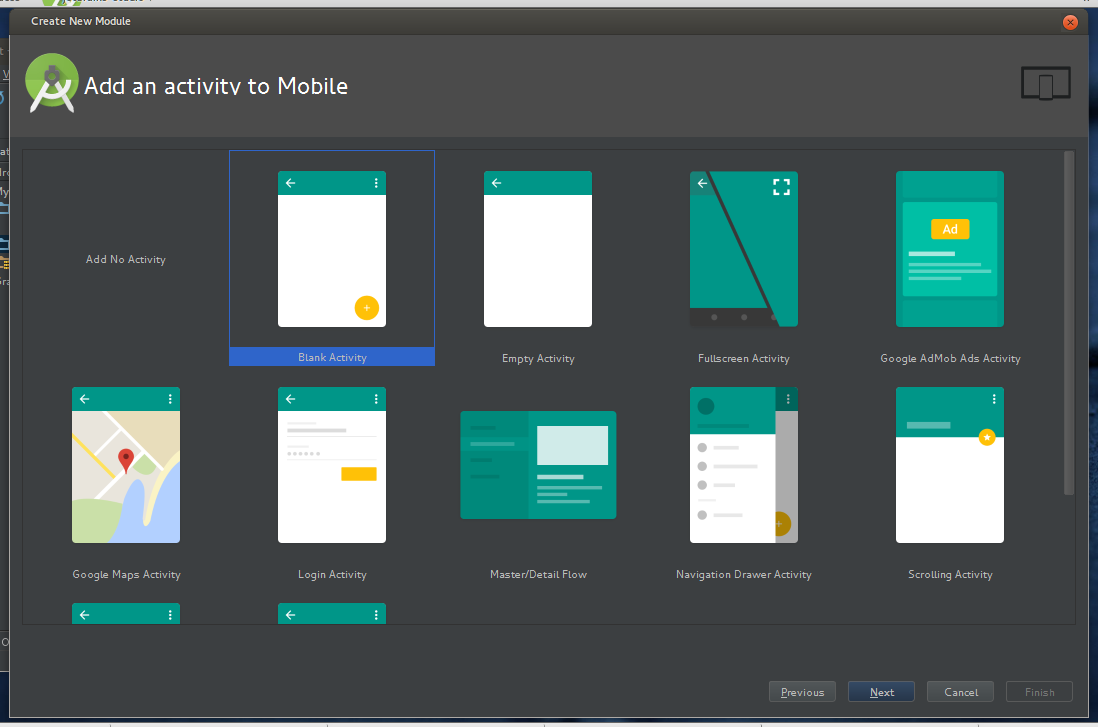 Create New Module
Add an activity to Mobile
Add No Activity
Blank Activity
Empty Activity
Fullscreen Activity
Ad
Google AdMob Ads Activity
Google Maps Activity
Login Activity
Master/Detail Flow
Navigation Drawer Activity
Scrolling Activity
Previous
Next
Cancel
Finish